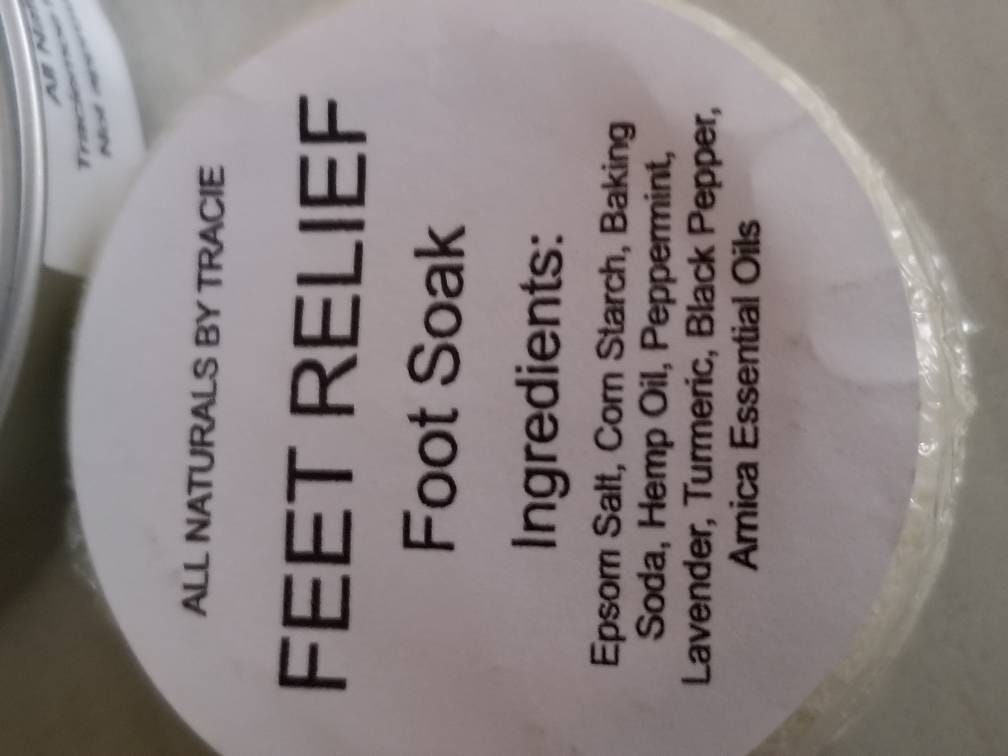 ALL NATURALS BY TRACIE
FEET RELIEF
Foot Soak
Ingredients:
Epsom Salt, Corn Starch, Baking
Soda, Hemp Oil, Peppermint,
Lavender, Turmeric, Black Pepper,
Arnica Essential Oils